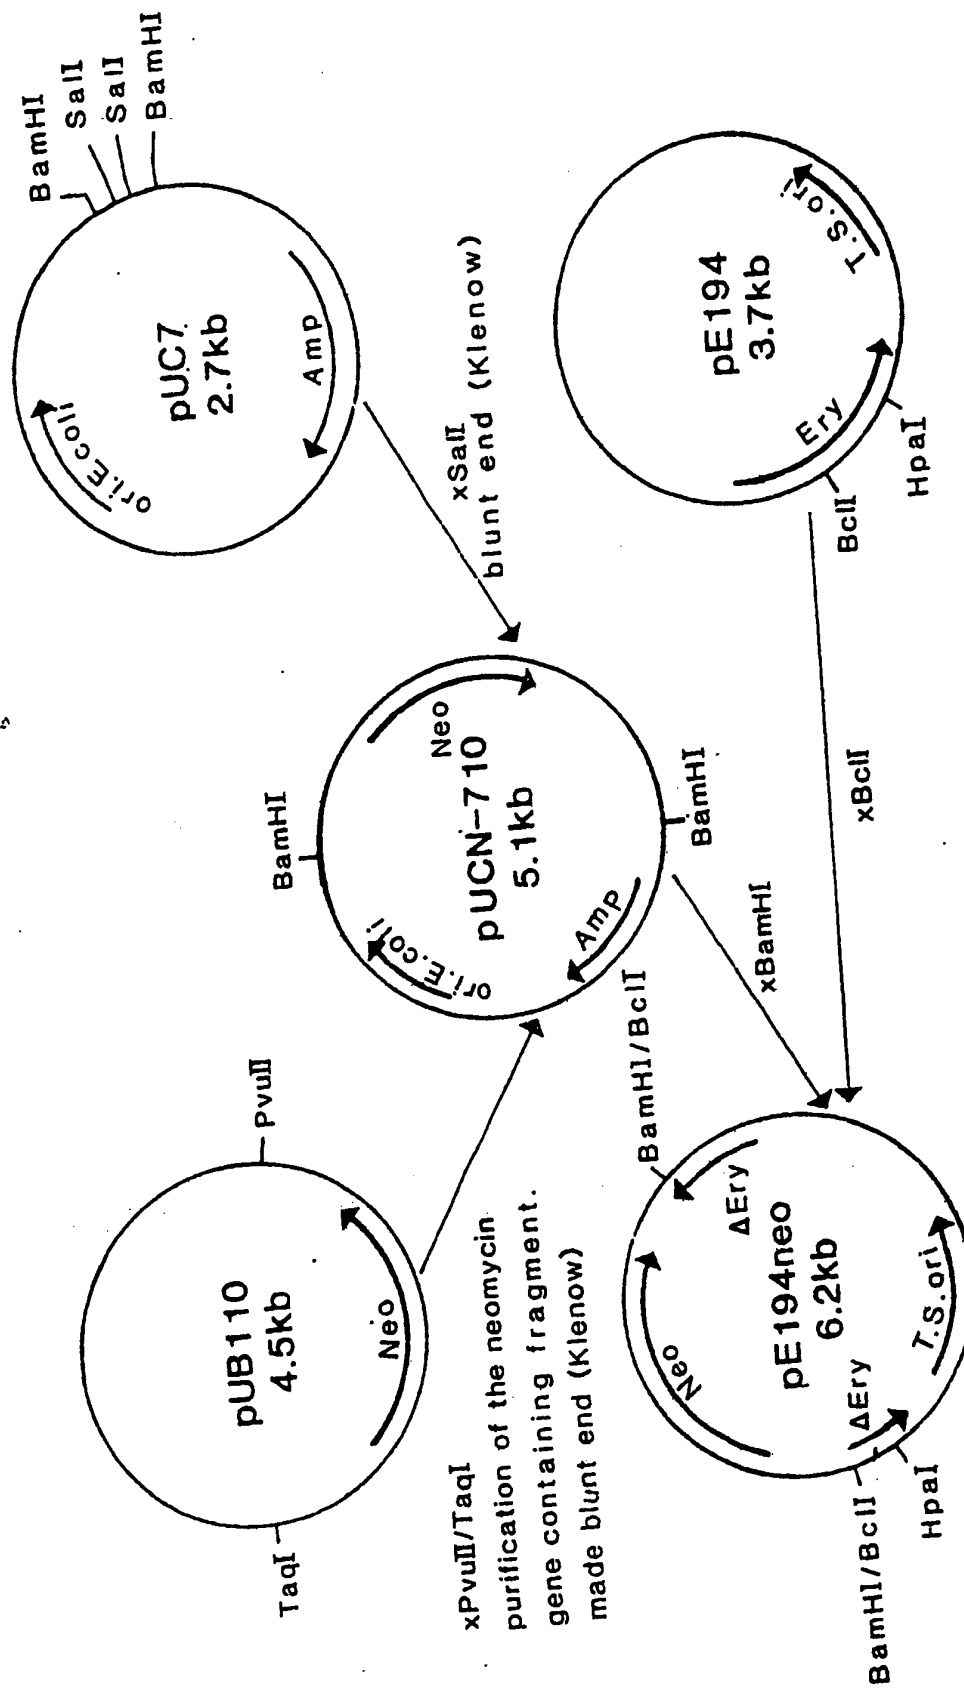 TaqI
PvuII
pUB110
4.5kb
Neo
xPvuII/TaqI
purification of the neomycin
gene containing fragment.
made blunt end (Klenow)
BamHI
ori.E.coli
Neo
pUCN-710
5.1kb
Amp
BamHI
BamHI
SalI
SalI
BamHI
ori.E.coli
pUC7
2.7kb
Amp
xSalI
blunt end (Klenow)
BamHI/BclI
xBamHI
xBclI
Neo
ΔEry
pE194neo
6.2kb
ΔEry
T.S.ori
BamHI/BclI
HpaI
pE194
3.7kb
Ery
T.S.ori
BclI
HpaI